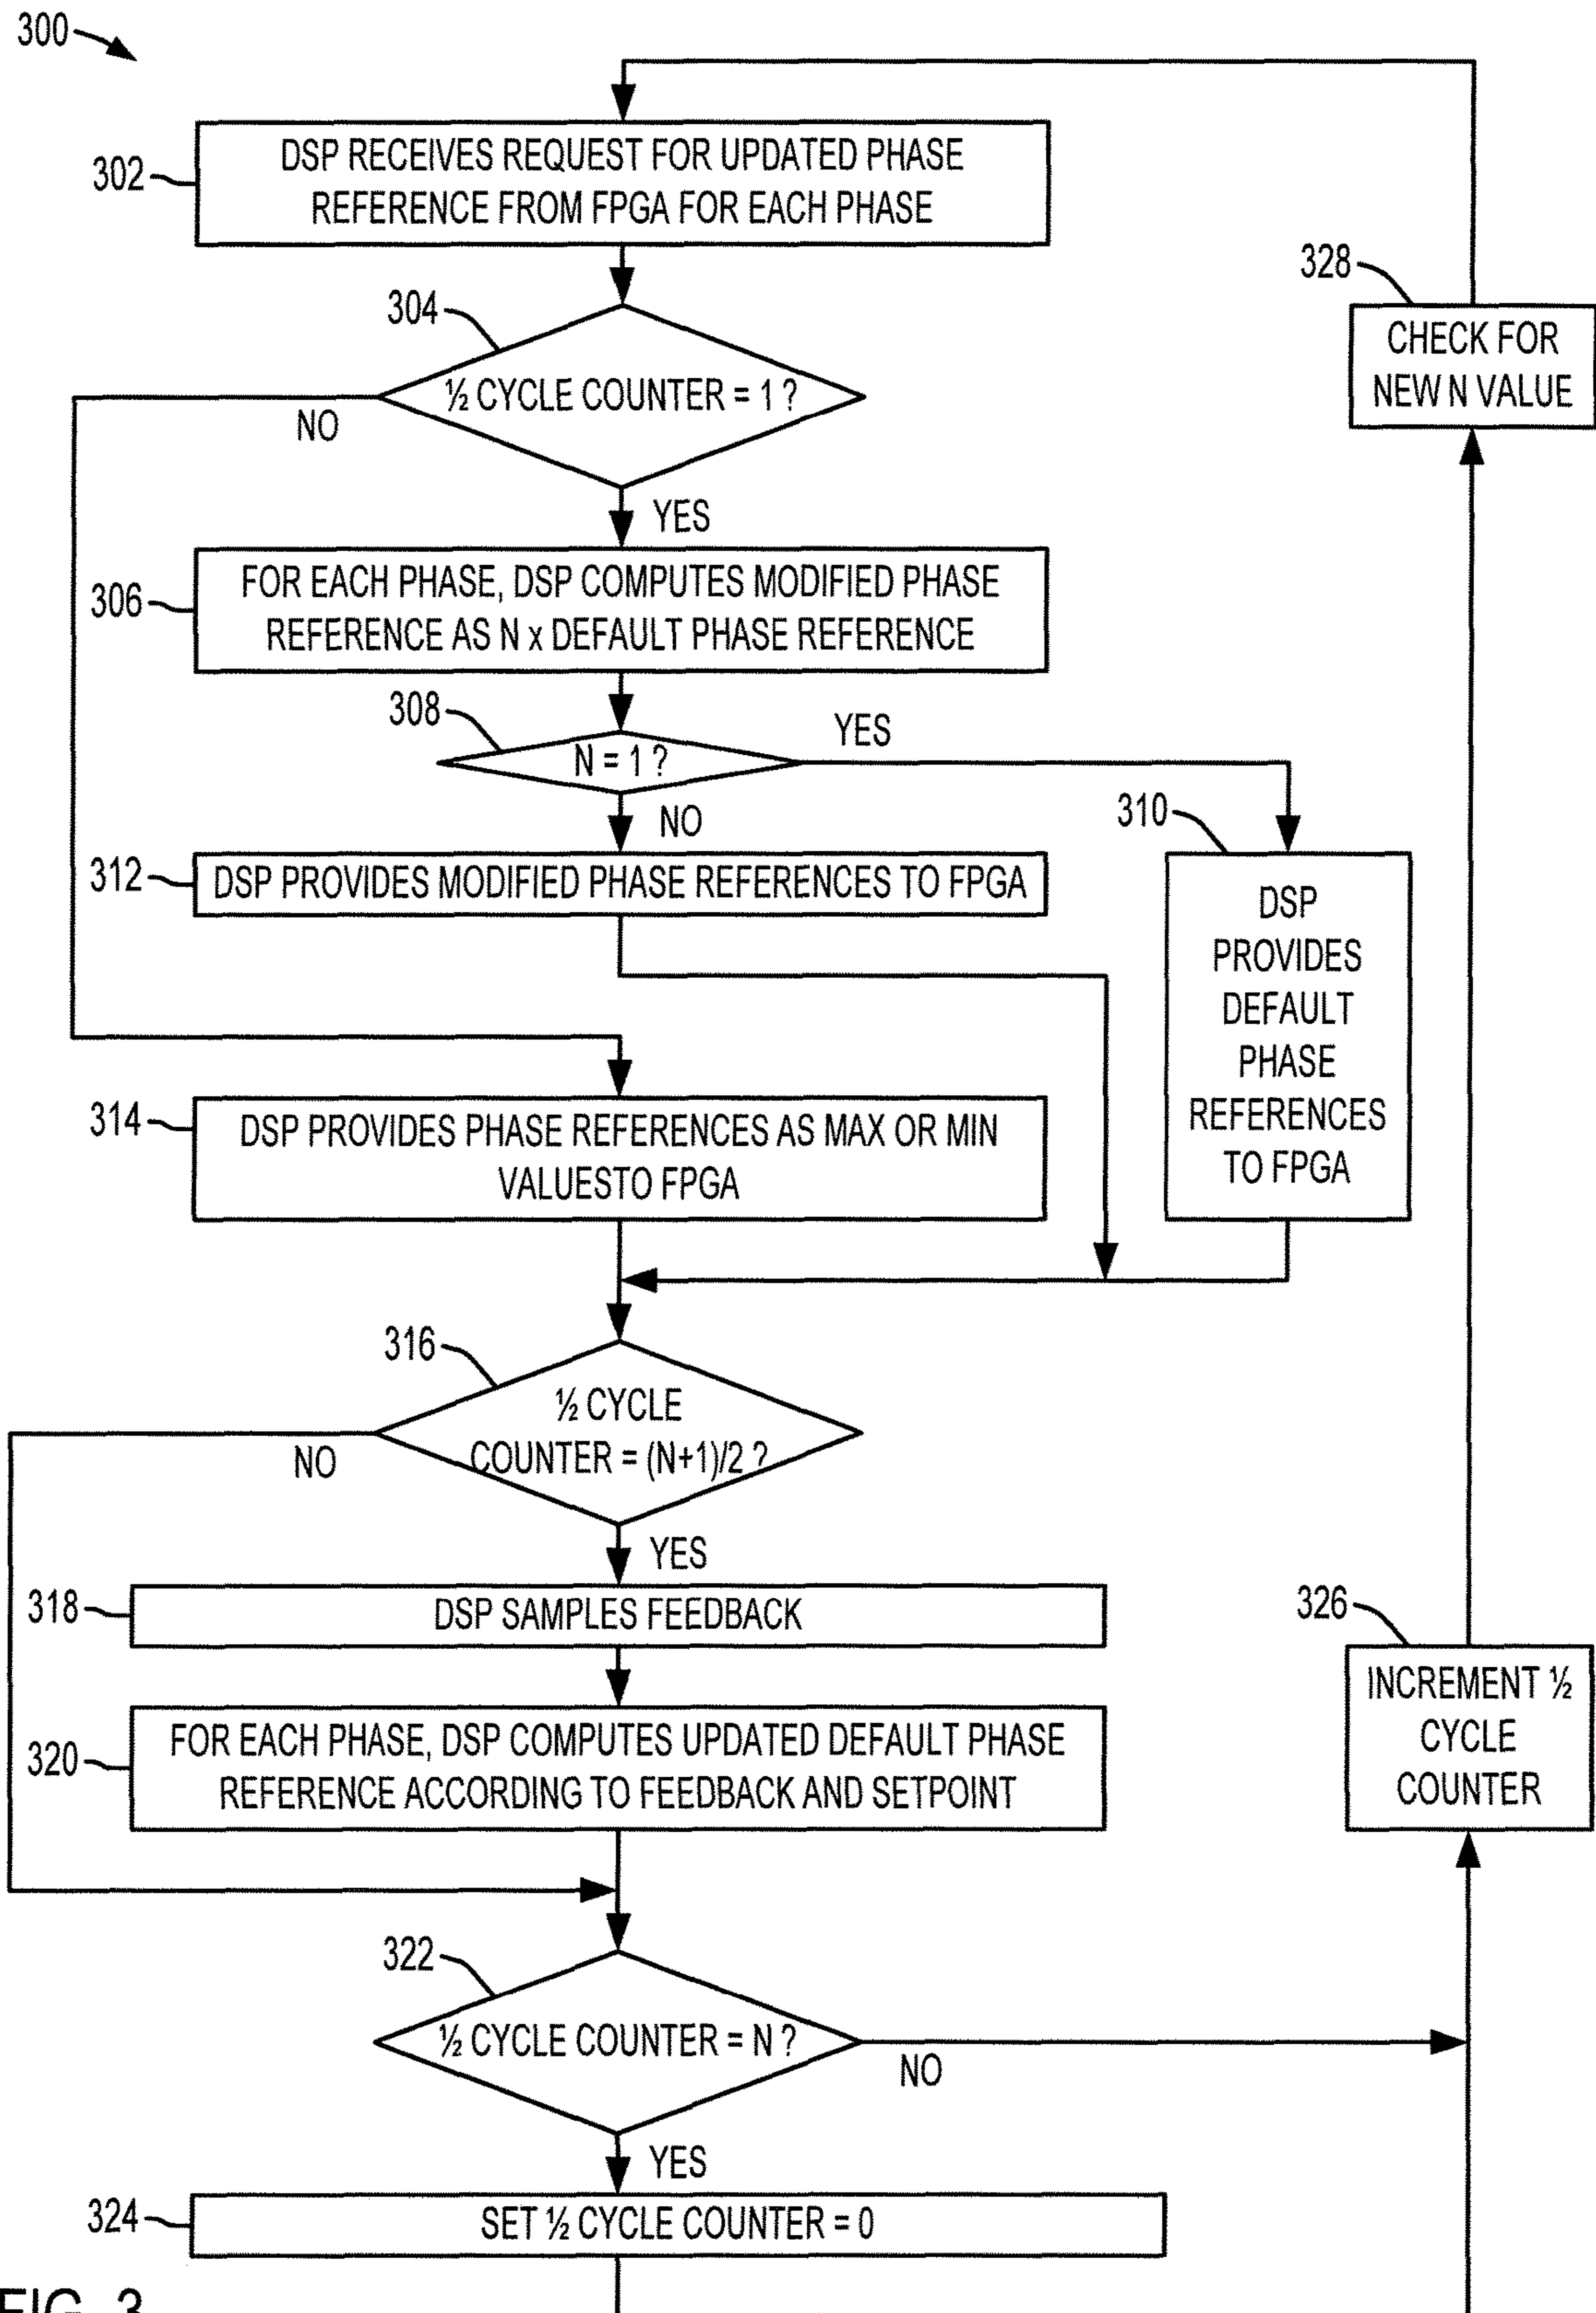 300
302
DSP RECEIVES REQUEST FOR UPDATED PHASE
REFERENCE FROM FPGA FOR EACH PHASE
304
½ CYCLE COUNTER = 1 ?
NO
YES
328
CHECK FOR
NEW N VALUE
306
FOR EACH PHASE, DSP COMPUTES MODIFIED PHASE
REFERENCE AS N x DEFAULT PHASE REFERENCE
308
N = 1 ?
YES
NO
310
DSP
PROVIDES
DEFAULT
PHASE
REFERENCES
TO FPGA
312
DSP PROVIDES MODIFIED PHASE REFERENCES TO FPGA
314
DSP PROVIDES PHASE REFERENCES AS MAX OR MIN
VALUESTO FPGA
316
½ CYCLE
COUNTER = (N+1)/2 ?
NO
YES
318
DSP SAMPLES FEEDBACK
326
INCREMENT ½
CYCLE
COUNTER
320
FOR EACH PHASE, DSP COMPUTES UPDATED DEFAULT PHASE
REFERENCE ACCORDING TO FEEDBACK AND SETPOINT
322
½ CYCLE COUNTER = N ?
NO
YES
324
SET ½ CYCLE COUNTER = 0
FIG. 3